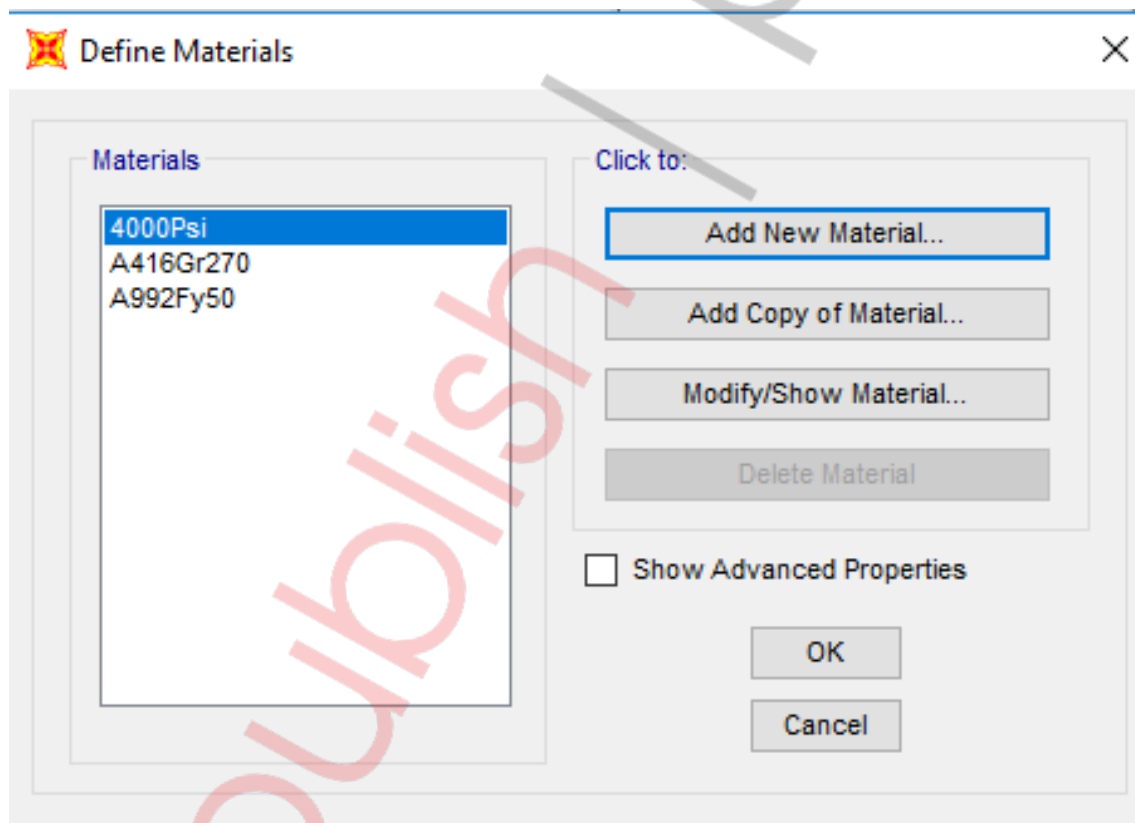 Define Materials
Materials
4000Psi
A416Gr270
A992Fy50
Click to:
Add New Material...
Add Copy of Material...
Modify/Show Material...
Delete Material
Show Advanced Properties
OK
Cancel
publish